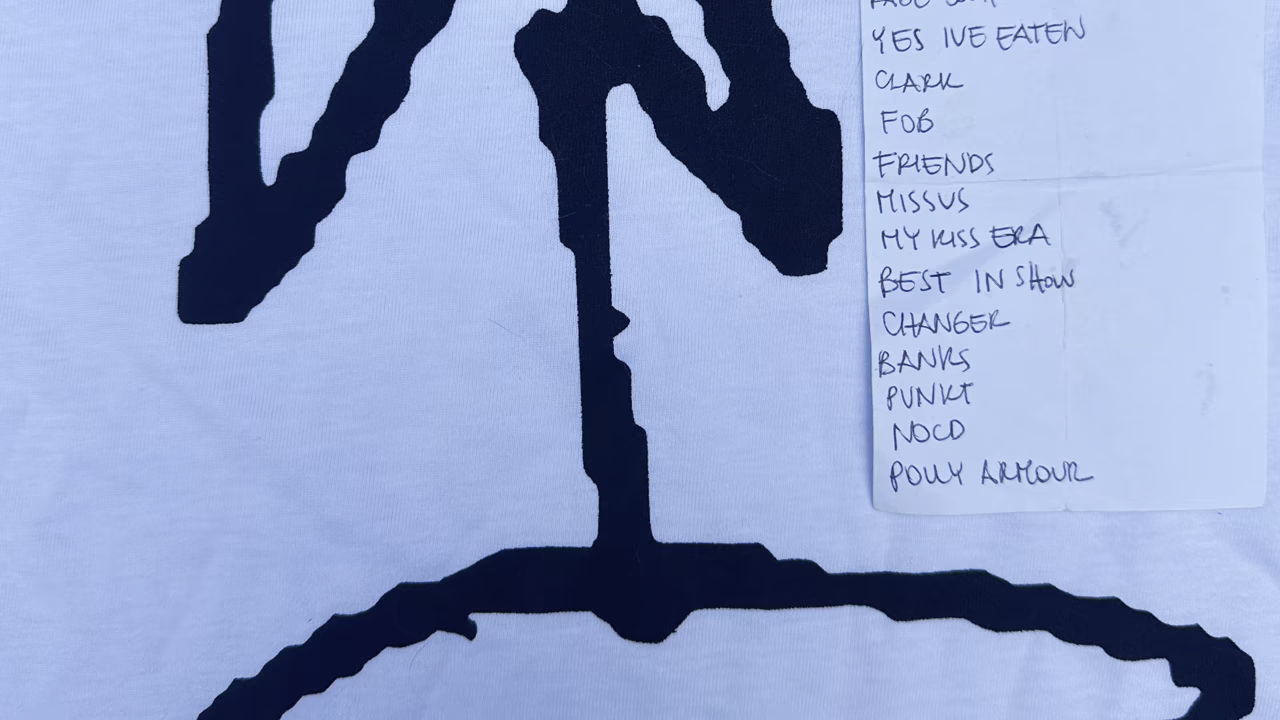 YES IVE EATEN
CLARK
FOB
FRIENDS
MISSUS
MY KISS ERA
BEST IN SHOW
CHANGER
BANKS
PUNKT
NOCD
POLLY ARMOUR